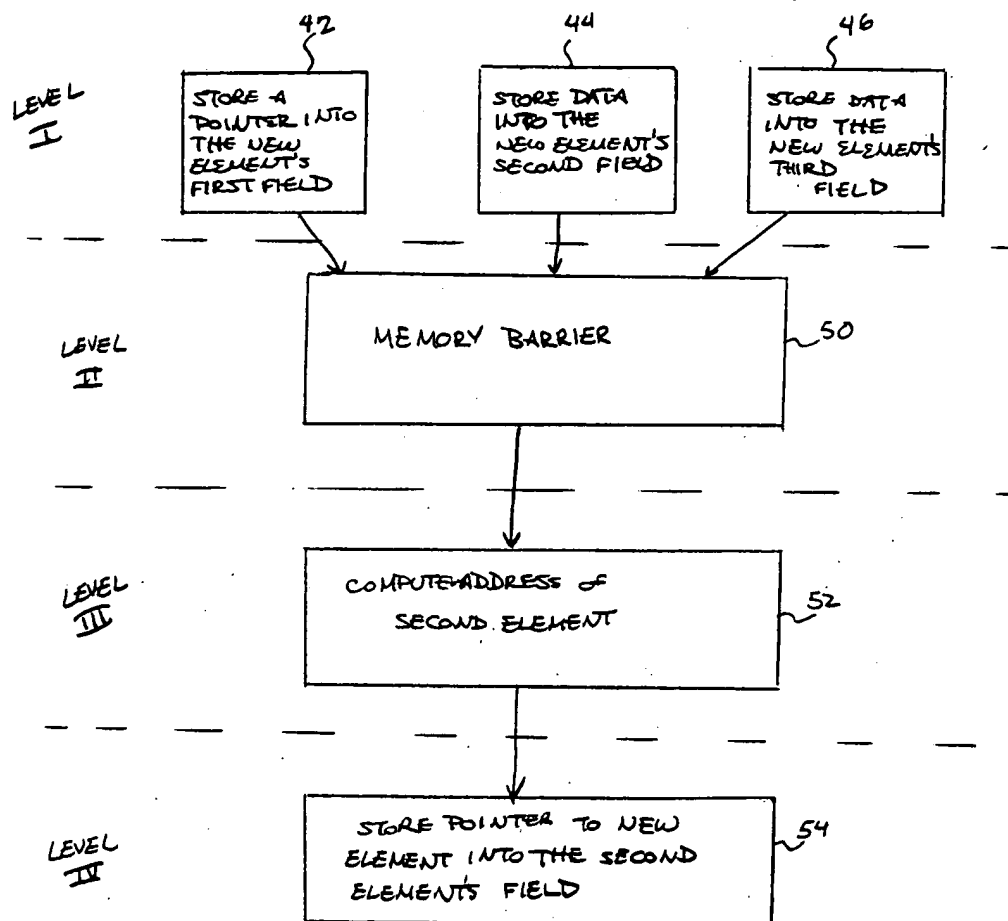 42
44
46
LEVEL
I
STORE A
POINTER INTO
THE NEW
ELEMENT'S
FIRST FIELD
STORE DATA
INTO THE
NEW ELEMENT'S
SECOND FIELD
STORE DATA
INTO THE
NEW ELEMENT'S
THIRD
FIELD
LEVEL
II
MEMORY BARRIER
50
LEVEL
III
COMPUTE ADDRESS of
SECOND ELEMENT
52
LEVEL
IV
STORE POINTER TO NEW
ELEMENT INTO THE SECOND
ELEMENT'S FIELD
54